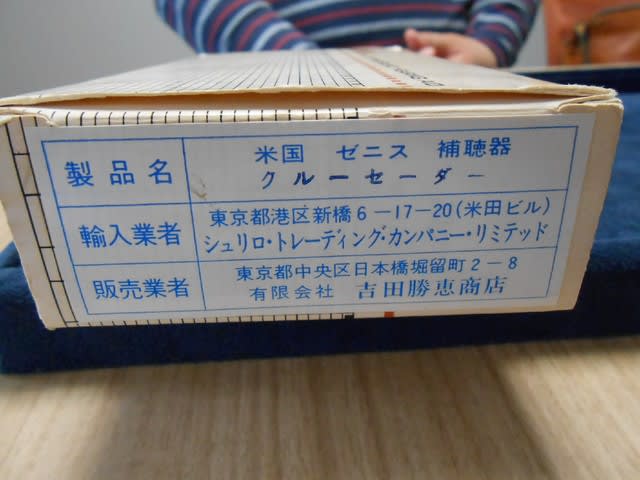 製品名
米国 ゼニス 補聴器
クルーセーダー
輸入業者
東京都港区新橋6-17-20(米田ビル)
シュリロ・トレーディング・カンパニー・リミテッド
販売業者
東京都中央区日本橋堀留町2-8
有限会社 吉田勝恵商店